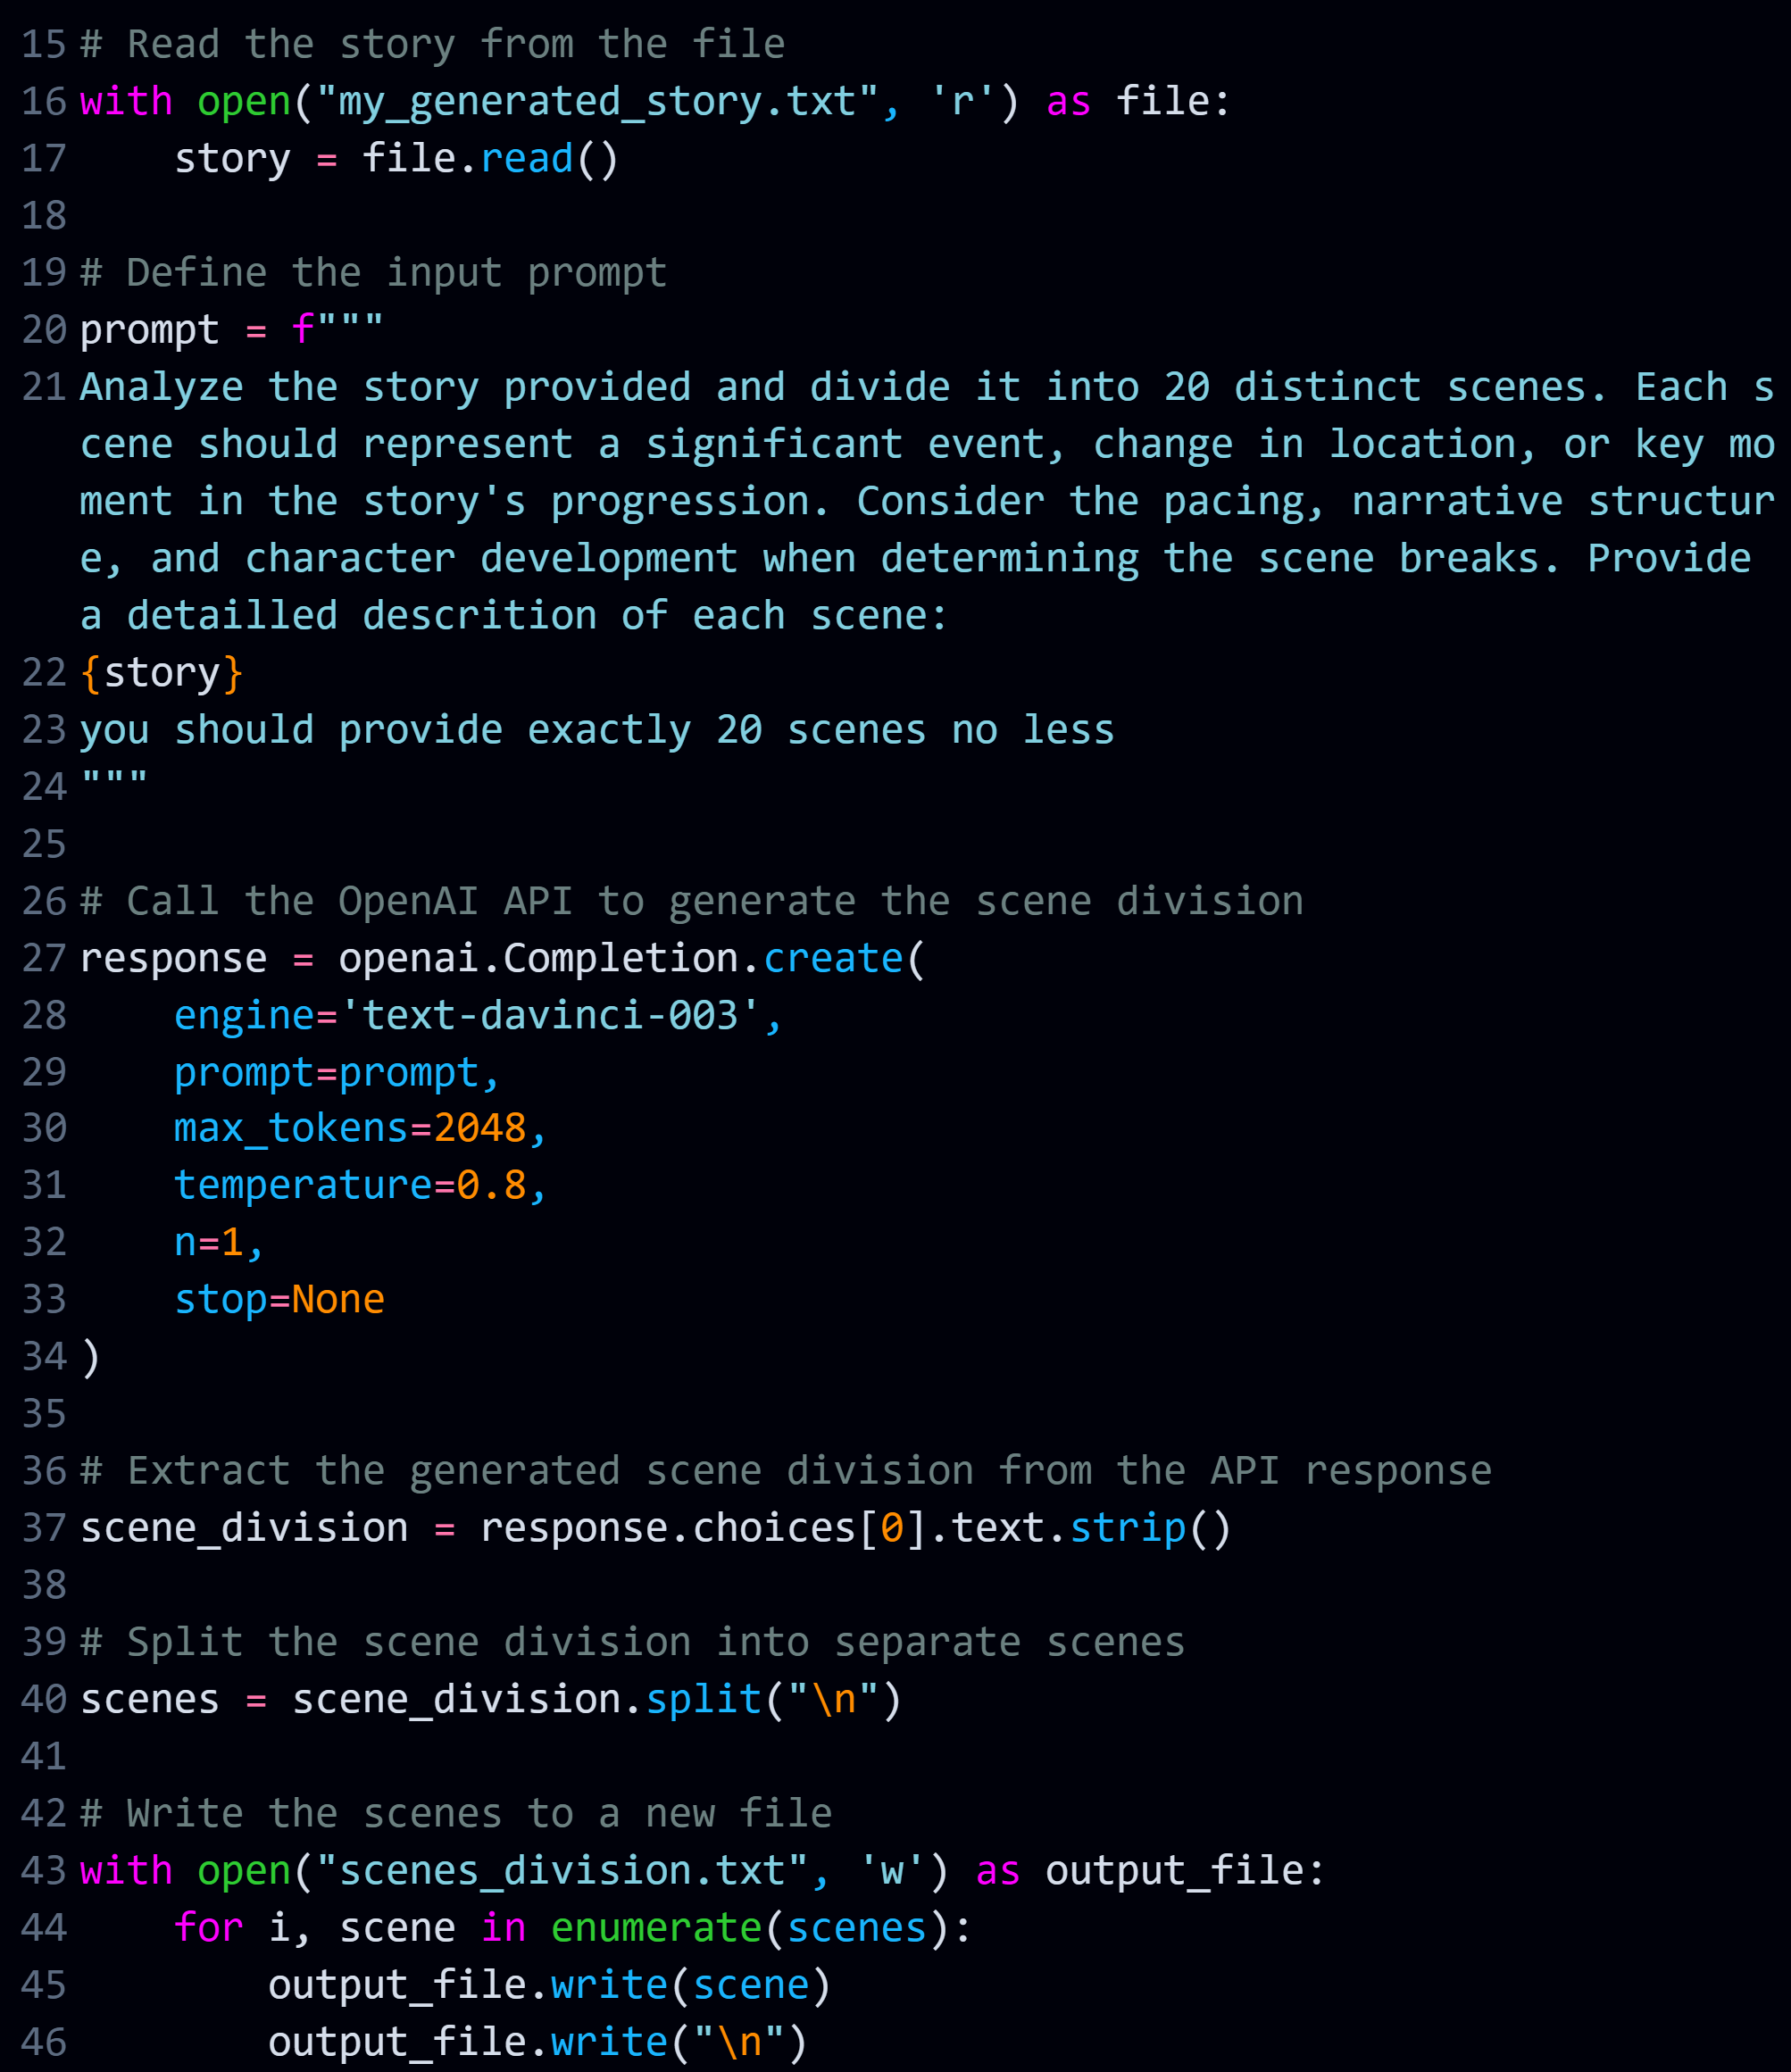 15 # Read the story from the file
16 with open("my_generated_story.txt", 'r') as file:
17     story = file.read()
18
19 # Define the input prompt
20 prompt = f"""
21 Analyze the story provided and divide it into 20 distinct scenes. Each s
cene should represent a significant event, change in location, or key mo
ment in the story's progression. Consider the pacing, narrative structur
e, and character development when determining the scene breaks. Provide
a detailled descrition of each scene:
22 {story}
23 you should provide exactly 20 scenes no less
24 """
25
26 # Call the OpenAI API to generate the scene division
27 response = openai.Completion.create(
28     engine='text-davinci-003',
29     prompt=prompt,
30     max_tokens=2048,
31     temperature=0.8,
32     n=1,
33     stop=None
34 )
35
36 # Extract the generated scene division from the API response
37 scene_division = response.choices[0].text.strip()
38
39 # Split the scene division into separate scenes
40 scenes = scene_division.split("\n")
41
42 # Write the scenes to a new file
43 with open("scenes_division.txt", 'w') as output_file:
44     for i, scene in enumerate(scenes):
45         output_file.write(scene)
46         output_file.write("\n")